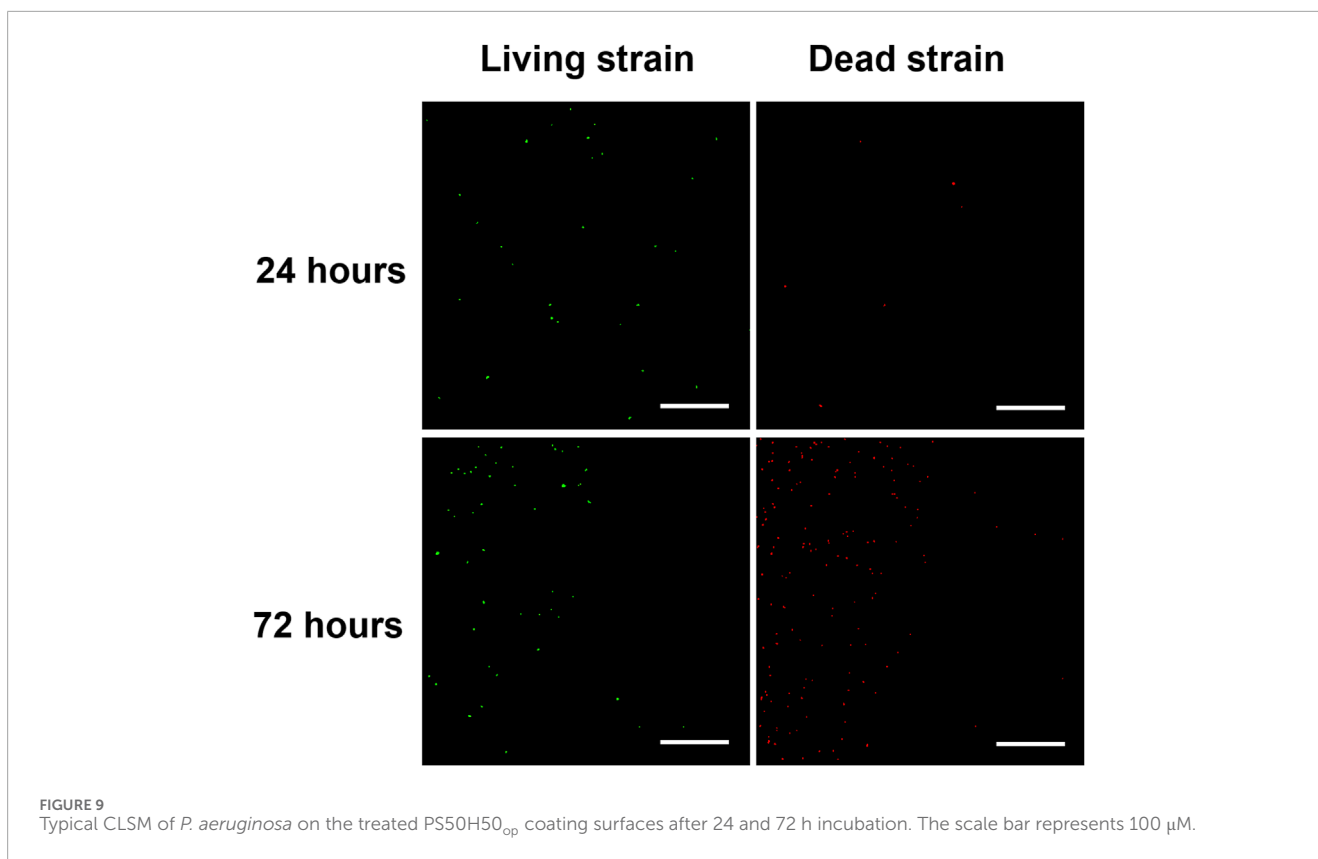 Living strain Dead strain
24 hours
72 hours
FIGURE 9
Typical CLSM of P. aeruginosa on the treated PS50H50op coating surfaces after 24 and 72 h incubation. The scale bar represents 100 μM.